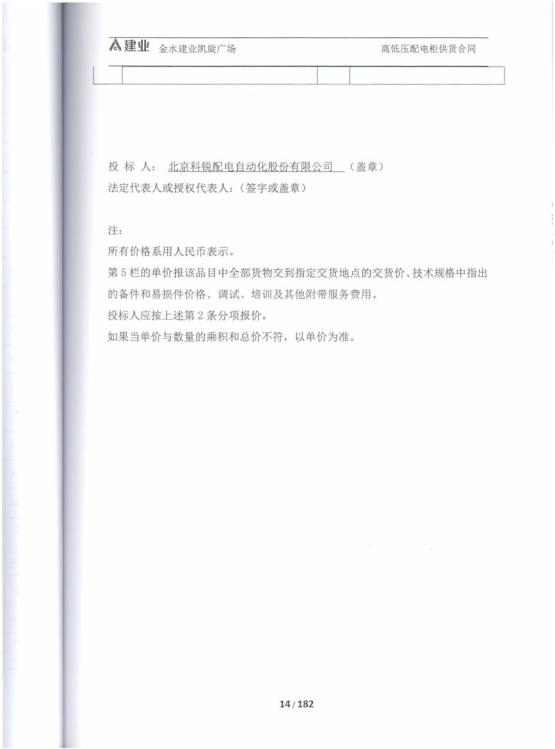 建业 金水建业凯旋广场 高低压配电柜供货合同
投 标 人： 北京科锐配电自动化股份有限公司 （盖章）
法定代表人或授权代表人：（签字或盖章）
注：
所有价格系用人民币表示。
第 5 栏的单价报该品目中全部货物交到指定交货地点的交货价、技术规格中指出
的备件和易损件价格、调试、培训及其他附带服务费用。
投标人应按上述第 2 条分项报价。
如果当单价与数量的乘积和总价不符，以单价为准。
14 / 182